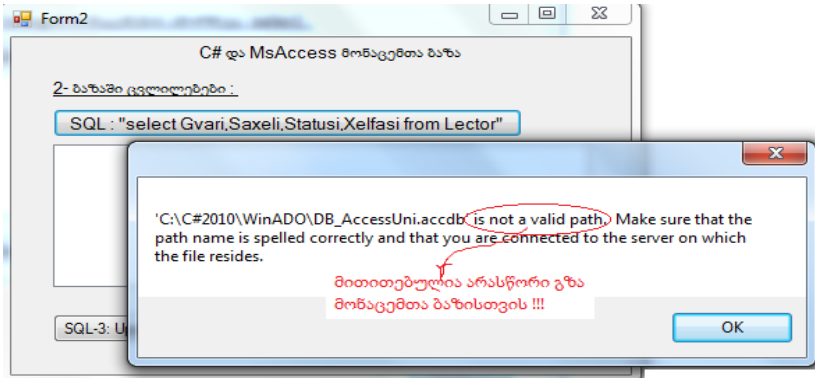 Form2
C# და MsAccess მონაცემთა ბაზა
2- ბაზაში ცვლილებები :
SQL : "select Gvari,Saxeli,Statusi,Xelfasi from Lector"
'C:\C#2010\WinADO\DB_AccessUni.accdb' is not a valid path. Make sure that the
path name is spelled correctly and that you are connected to the server on which
the file resides.
მითითებულია არასწორი გზა
მონაცემთა ბაზისთვის !!!
OK
SQL-3: U